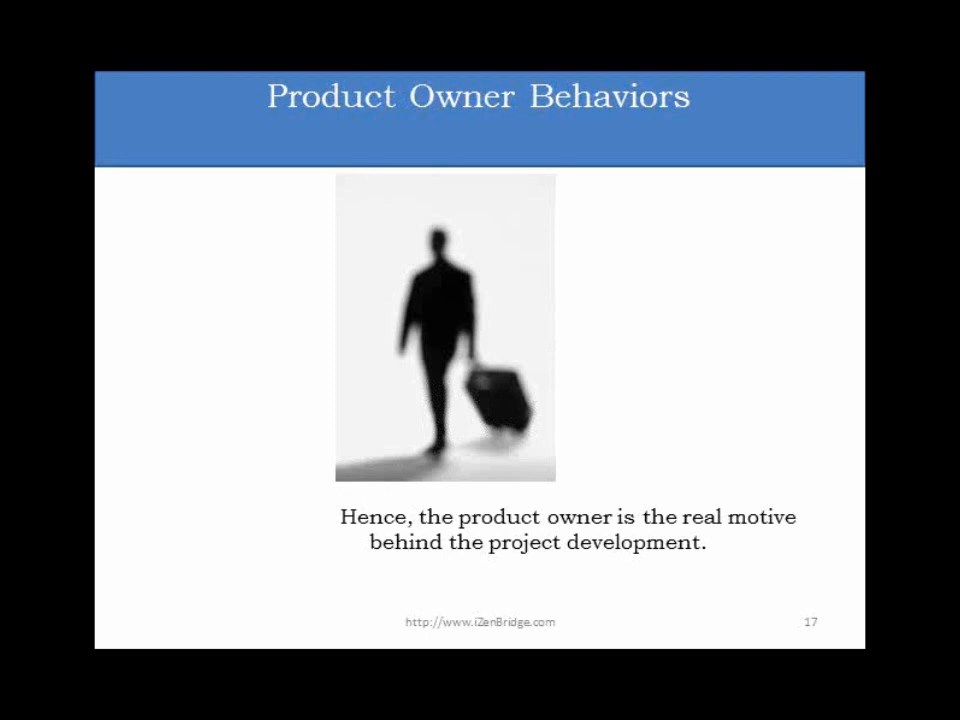 Product Owner Behaviors
Hence, the product owner is the real motive
behind the project development.
http://www.iZenBridge.com
17